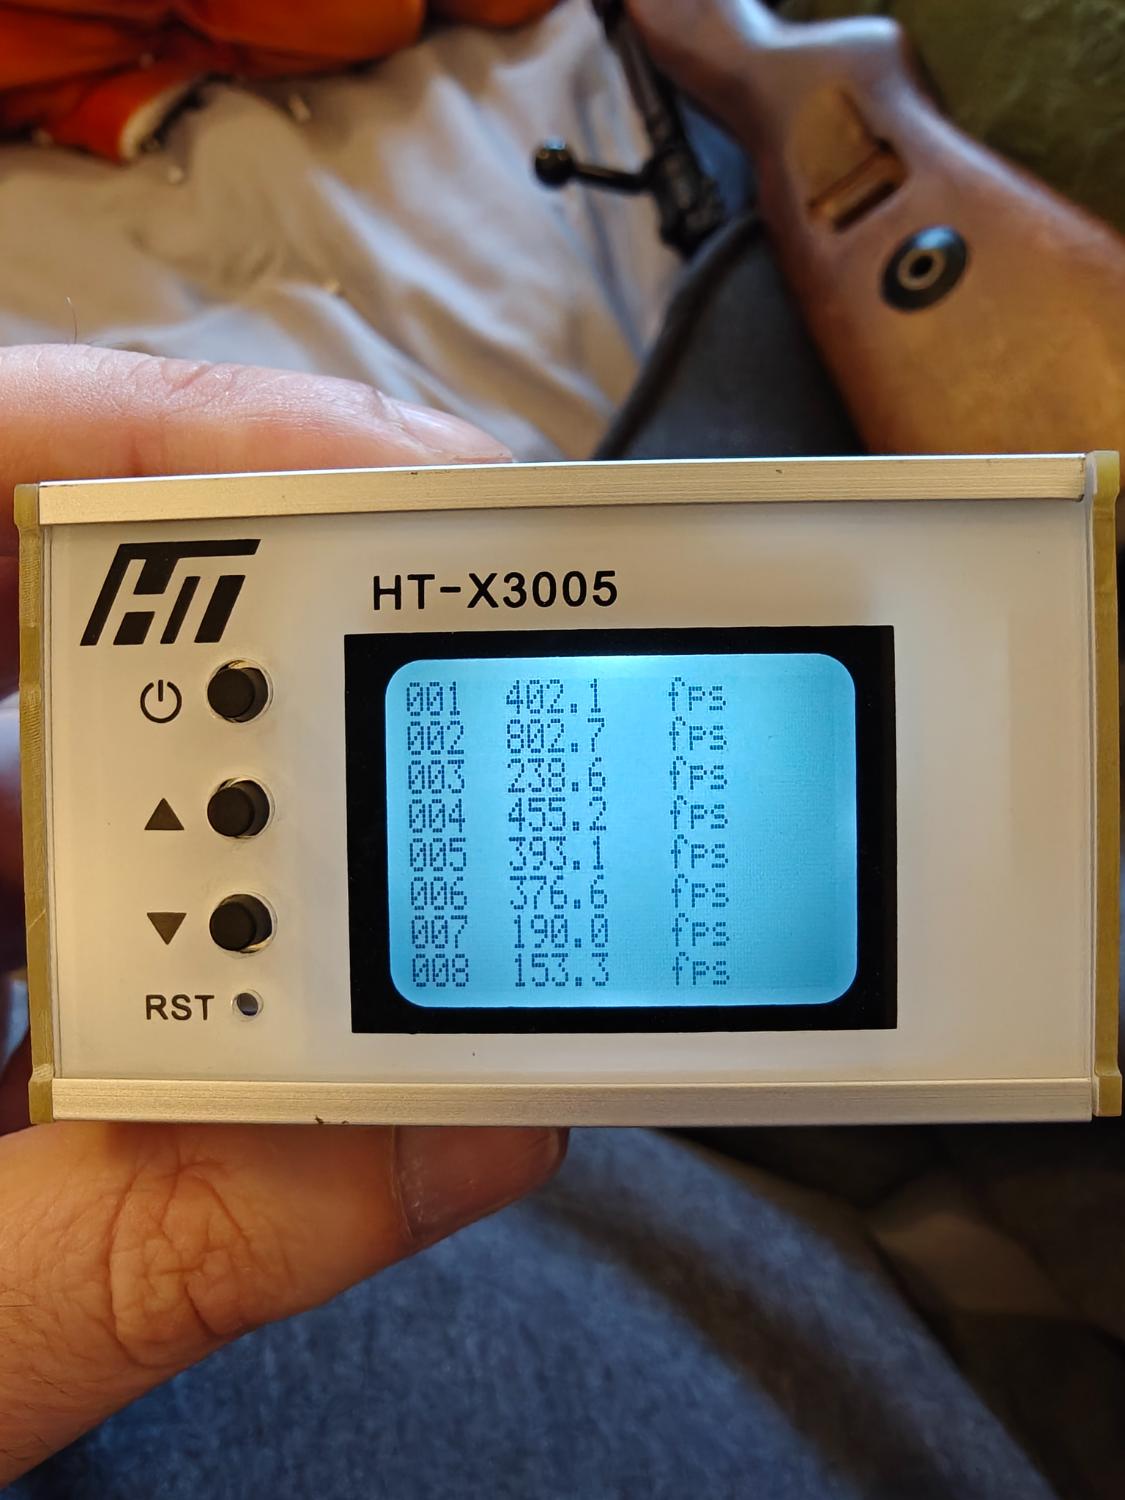 HT
HT-X3005
001 402.1 fps
002 802.7 fps
003 238.6 fps
004 455.2 fps
005 393.1 fps
006 376.6 fps
007 190.0 fps
008 153.3 fps
RST